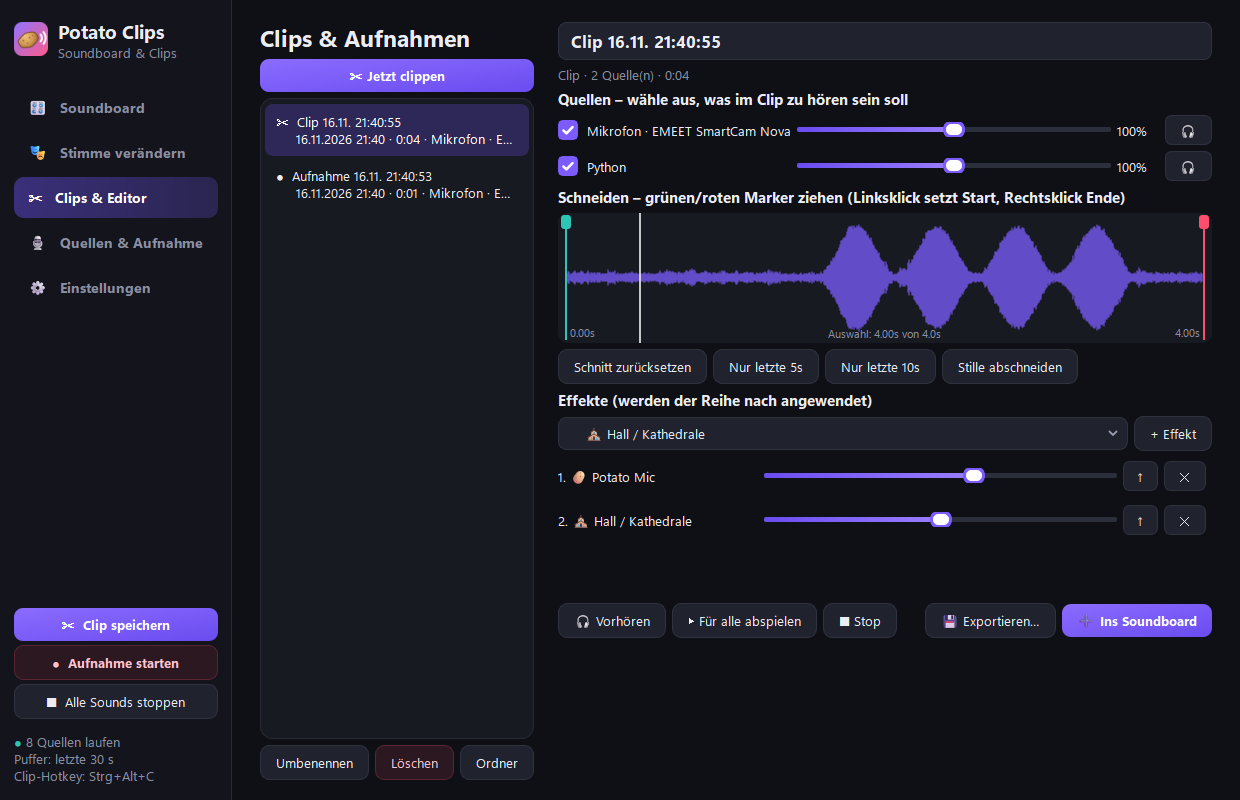 Potato Clips
Soundboard & Clips
Soundboard
Stimme verändern
Clips & Editor
Quellen & Aufnahme
Einstellungen
Clip speichern
Aufnahme starten
Alle Sounds stoppen
8 Quellen laufen
Puffer: letzte 30 s
Clip-Hotkey: Strg+Alt+C
Clips & Aufnahmen
Jetzt clippen
Clip 16.11. 21:40:55
16.11.2026 21:40 · 0:04 · Mikrofon · E...
Aufnahme 16.11. 21:40:53
16.11.2026 21:40 · 0:01 · Mikrofon · E...
Umbenennen
Löschen
Ordner
Clip 16.11. 21:40:55
Clip · 2 Quelle(n) · 0:04
Quellen – wähle aus, was im Clip zu hören sein soll
Mikrofon · EMEET SmartCam Nova 100%
Python 100%
Schneiden – grünen/roten Marker ziehen (Linksklick setzt Start, Rechtsklick Ende)
0.00s Auswahl: 4.00s von 4.0s 4.00s
Schnitt zurücksetzen Nur letzte 5s Nur letzte 10s Stille abschneiden
Effekte (werden der Reihe nach angewendet)
Hall / Kathedrale + Effekt
1. Potato Mic ↑ ×
2. Hall / Kathedrale ↑ ×
Vorhören Für alle abspielen Stop Exportieren... Ins Soundboard